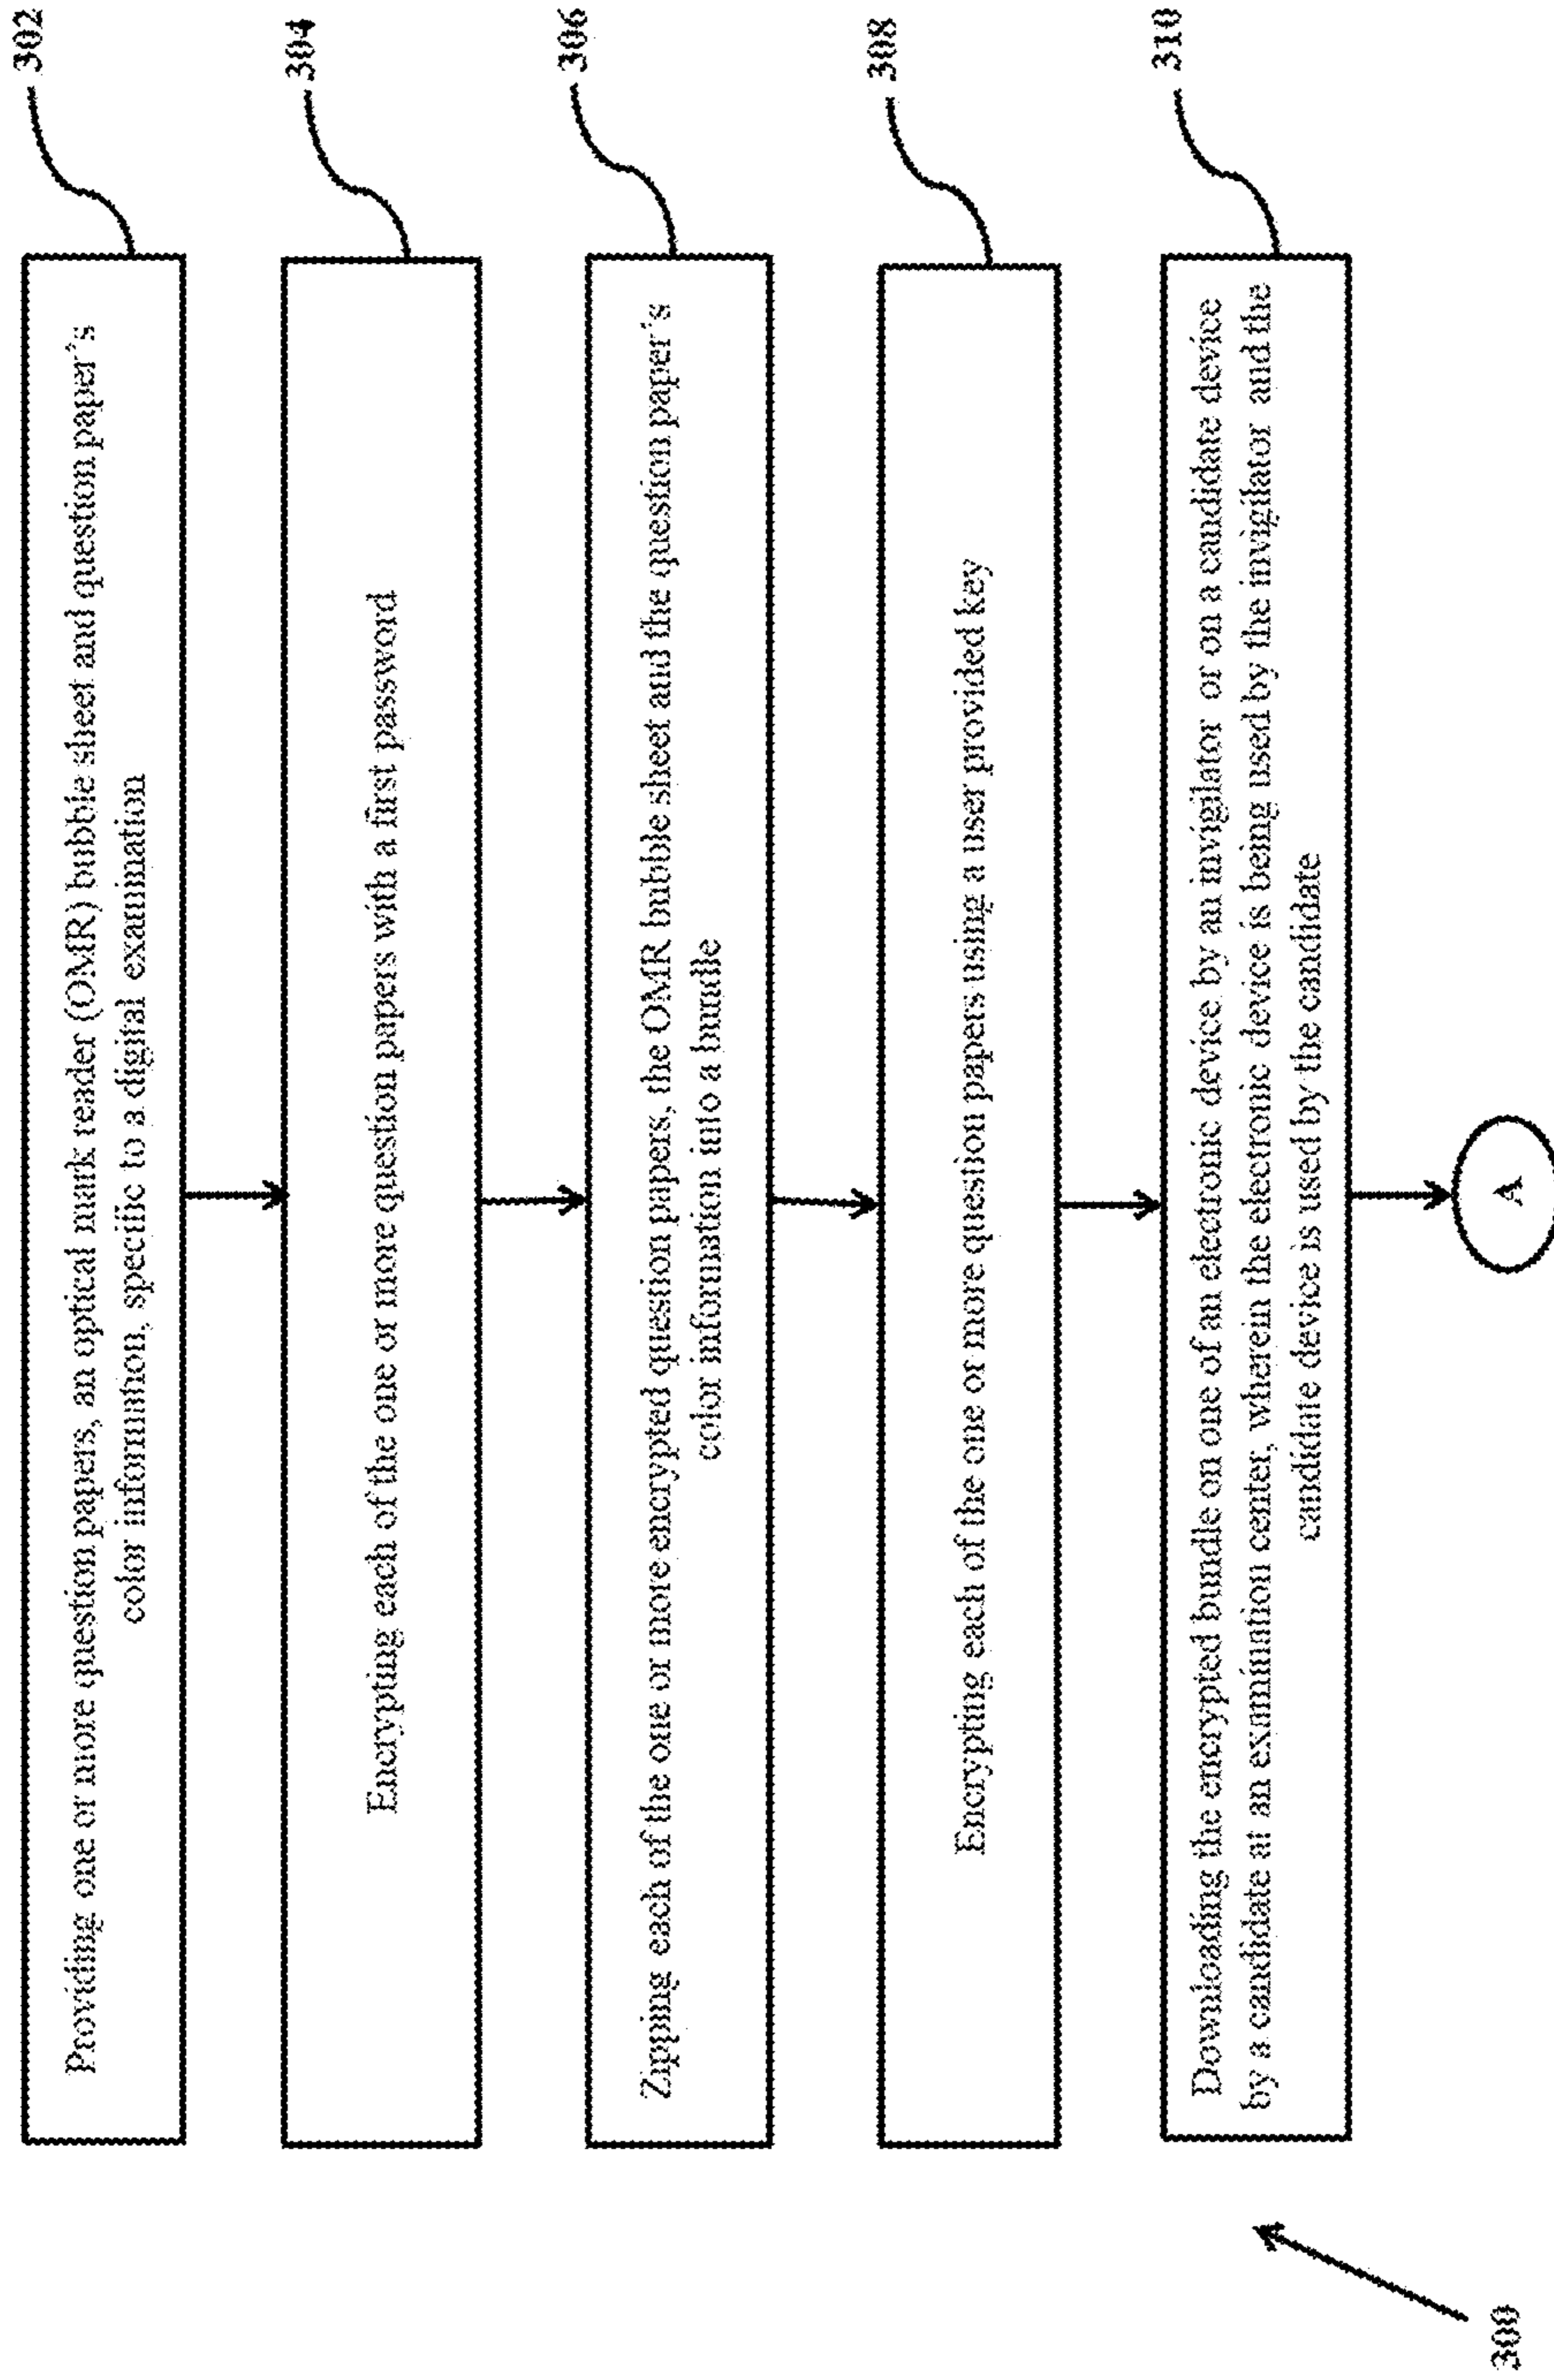 302
Providing one or more question papers, an optical mark reader (OMR) bubble sheet and question paper's
color information, specific to a digital examination
304
Encrypting each of the one or more question papers with a first password
306
Zipping each of the one or more encrypted question papers, the OMR bubble sheet and the question paper's
color information into a bundle
308
Encrypting each of the one or more question papers using a user provided key
310
Downloading the encrypted bundle on one of an electronic device by an invigilator or on a candidate device
by a candidate at an examination center, wherein the electronic device is being used by the invigilator and the
candidate device is used by the candidate
A
300